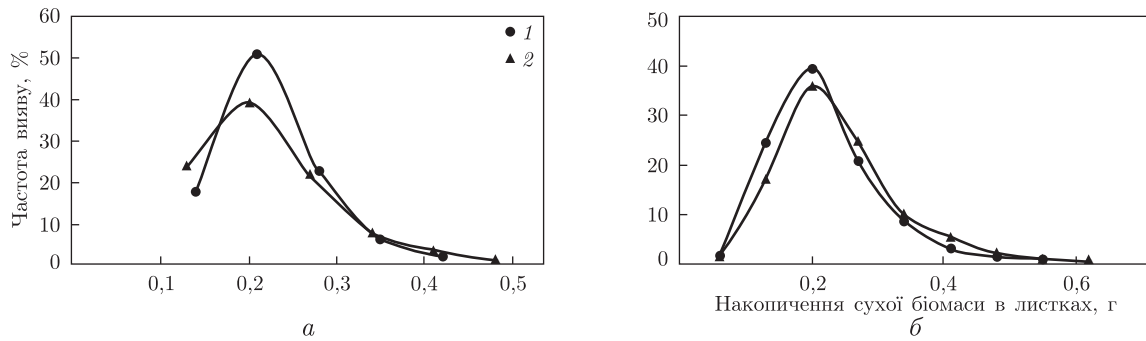 Частота вияву, %
60
50
40
30
20
10
0
0,1 0,2 0,3 0,4 0,5
1
2
а
50
40
30
20
10
0
0,2 0,4 0,6
Накопичення сухої біомаси в листках, г
б